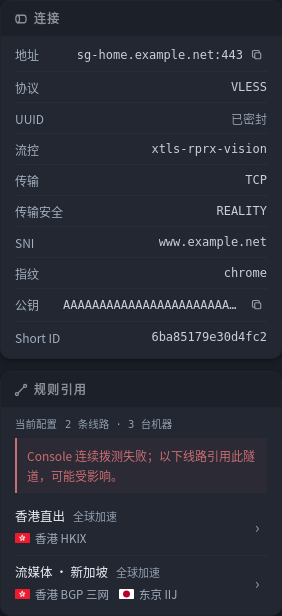 连接
地址 sg-home.example.net:443
协议 VLESS
UUID 已密封
流控 xtls-rprx-vision
传输 TCP
传输安全 REALITY
SNI www.example.net
指纹 chrome
公钥 AAAAAAAAAAAAAAAAAAAAAAA…
Short ID 6ba85179e30d4fc2
规则引用
当前配置 2 条线路 · 3 台机器
Console 连续拨测失败；以下线路引用此隧
道，可能受影响。
香港直出 全球加速
香港 HKIX
流媒体 · 新加坡 全球加速
香港 BGP 三网 东京 IIJ